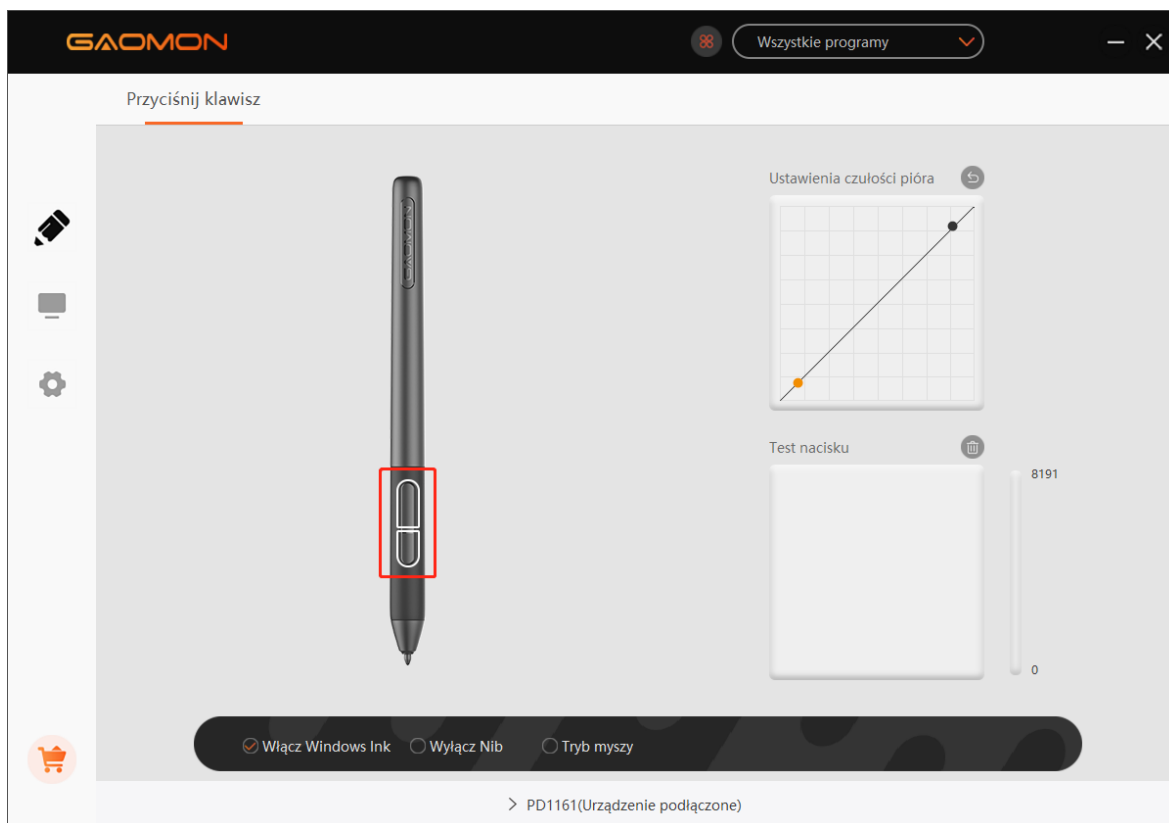 GAOMON
Wszystkie programy
Przyciśnij klawisz
GAOMON
Ustawienia czułości pióra
Test nacisku
8191
0
Włącz Windows Ink Wyłącz Nib Tryb myszy
PD1161(Urządzenie podłączone)